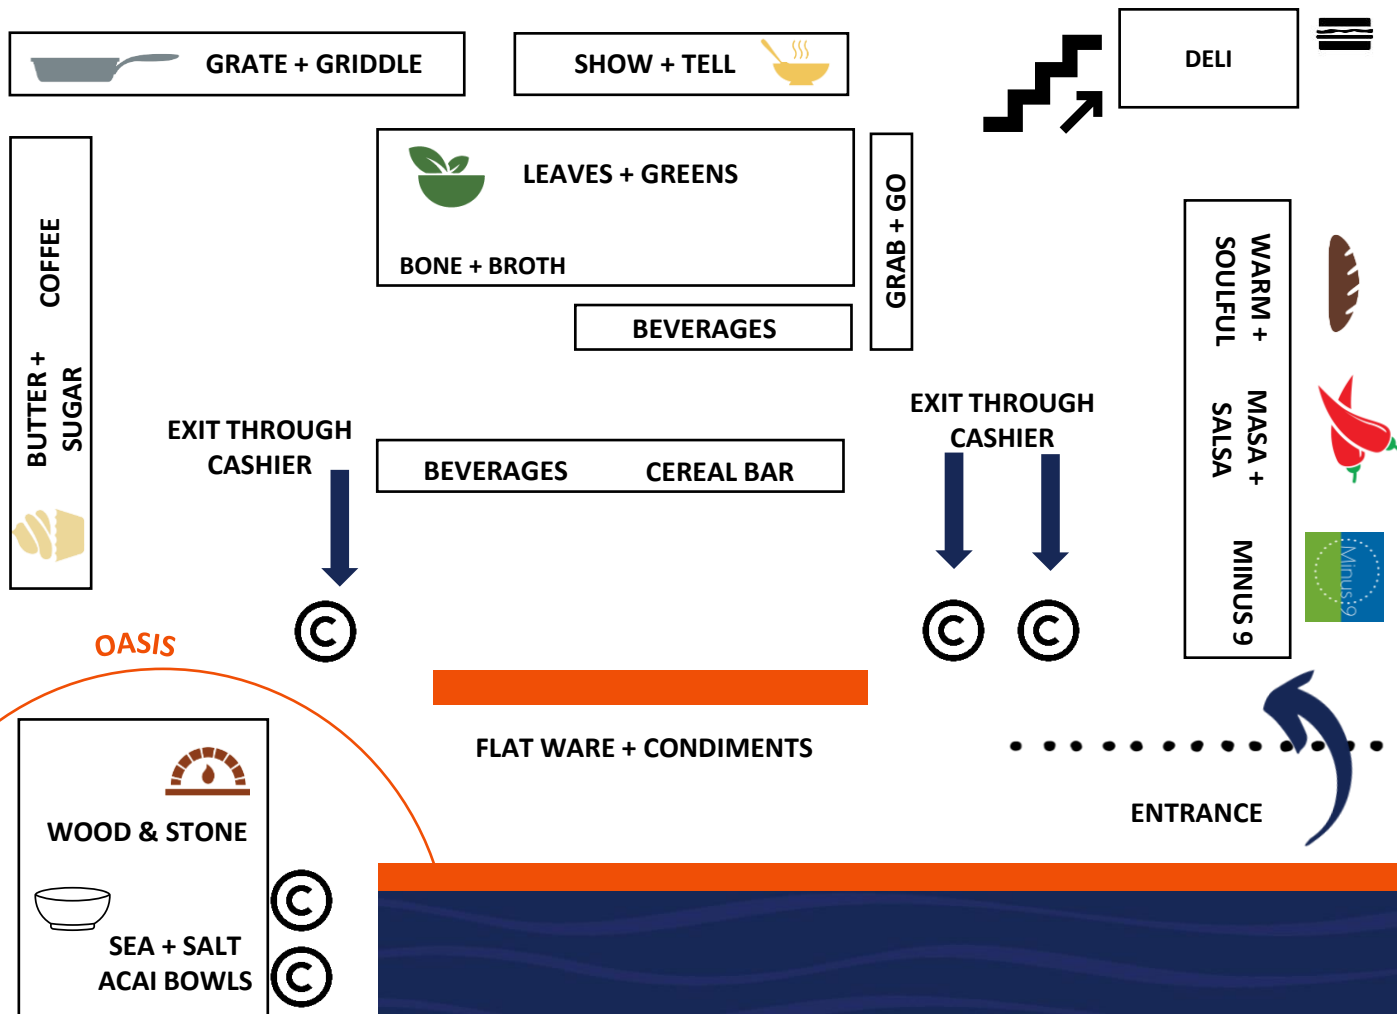 GRATE + GRIDDLE
SHOW + TELL
DELI
LEAVES + GREENS
BONE + BROTH
GRAB + GO
BEVERAGES
COFFEE
BUTTER +
SUGAR
WARM +
SOULFUL
MASA +
SALSA
MINUS 9
Minus 9
EXIT THROUGH
CASHIER
BEVERAGES
CEREAL BAR
EXIT THROUGH
CASHIER
C
C
C
OASIS
FLAT WARE + CONDIMENTS
ENTRANCE
WOOD & STONE
SEA + SALT
ACAI BOWLS
C
C